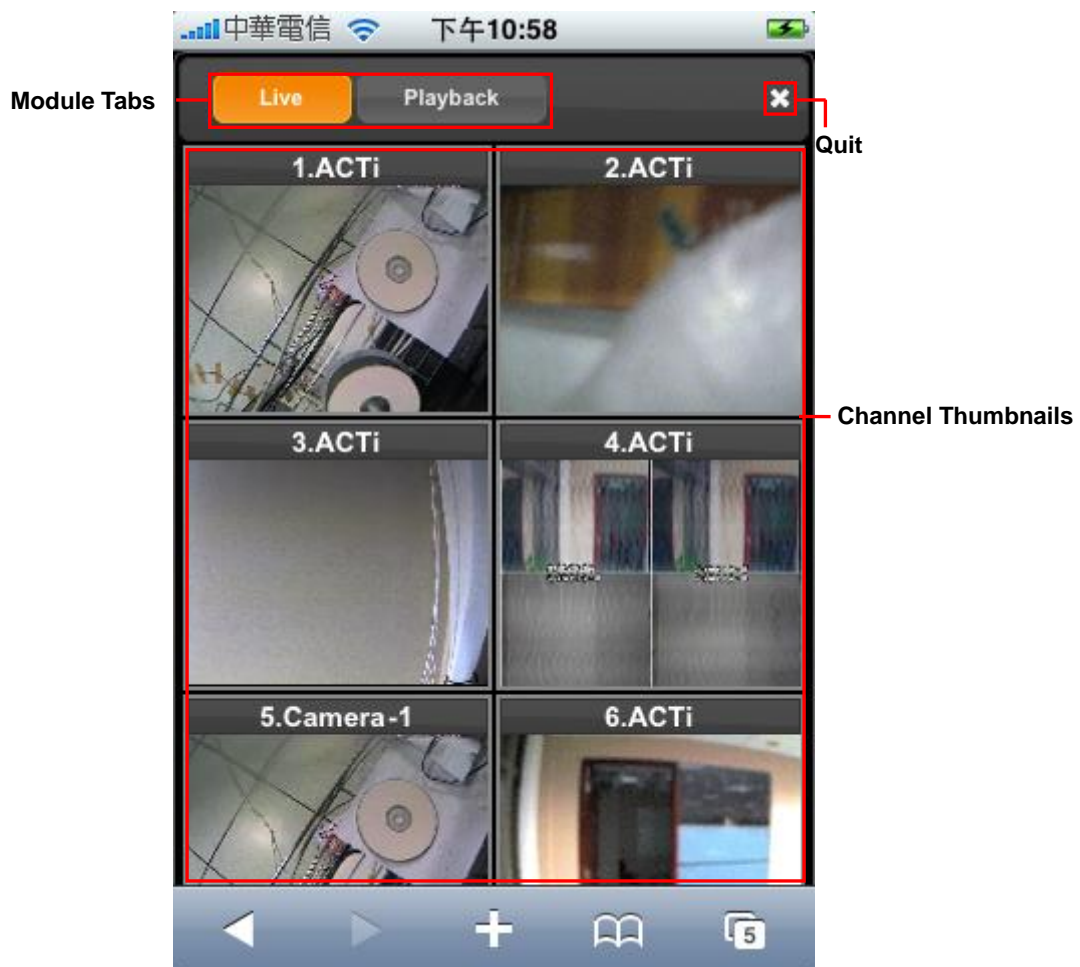 中華電信 下午10:58
Module Tabs
Live Playback
Quit
1.ACTi 2.ACTi
Channel Thumbnails
3.ACTi 4.ACTi
5.Camera-1 6.ACTi
5